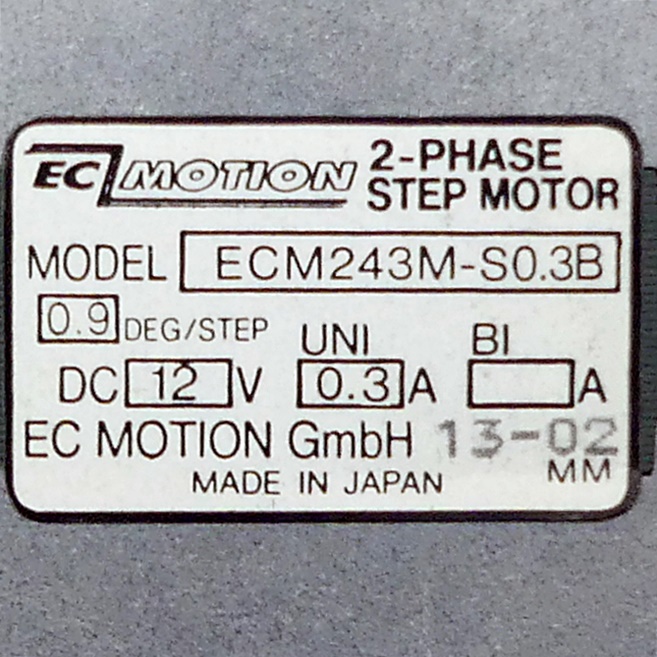 EC MOTION 2-PHASE
STEP MOTOR
MODEL ECM243M-S0.3B
0.9 DEG/STEP
UNI BI
DC 12 V 0.3 A A
EC MOTION GmbH 13-02
MADE IN JAPAN MM